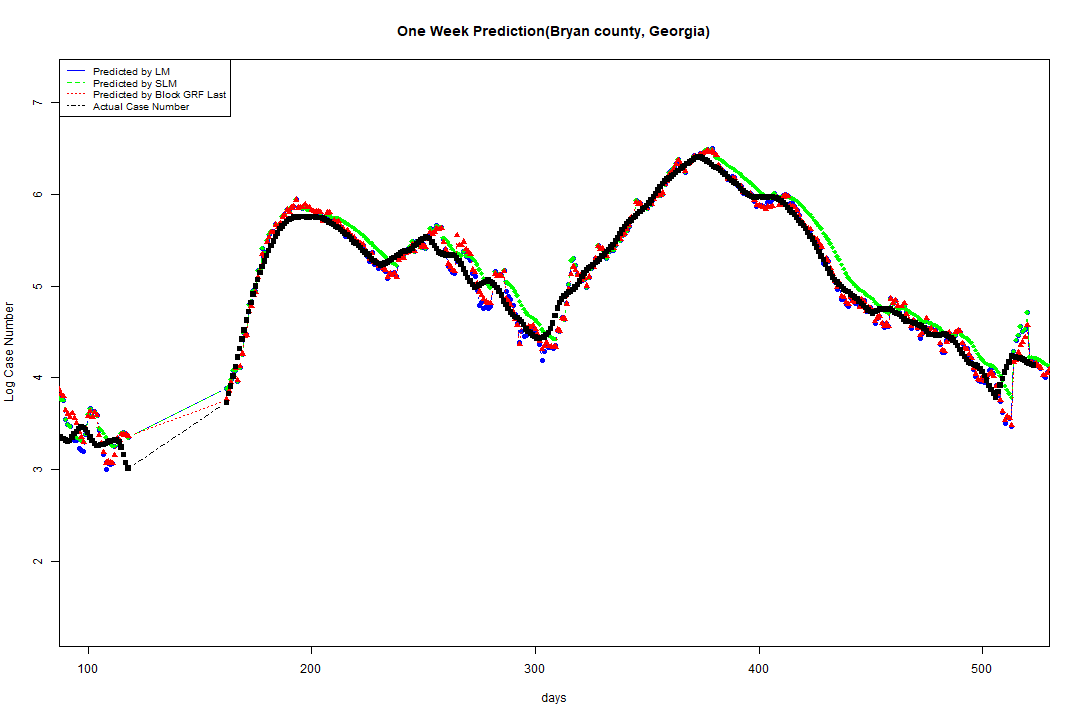 One Week Prediction(Bryan county, Georgia)
Predicted by LM
Predicted by SLM
Predicted by Block GRF Last
Actual Case Number
7
6
5
4
3
2
Log Case Number
100 200 300 400 500
days